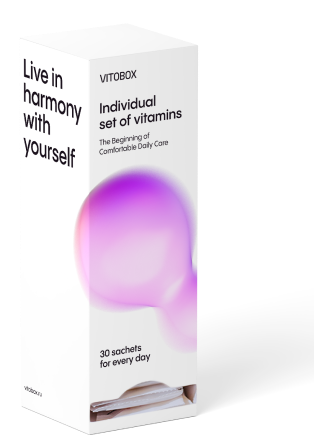 Live in
harmony
with
yourself
VITOBOX
Individual
set of vitamins
The Beginning of
Comfortable Daily Care
30 sachets
for every day